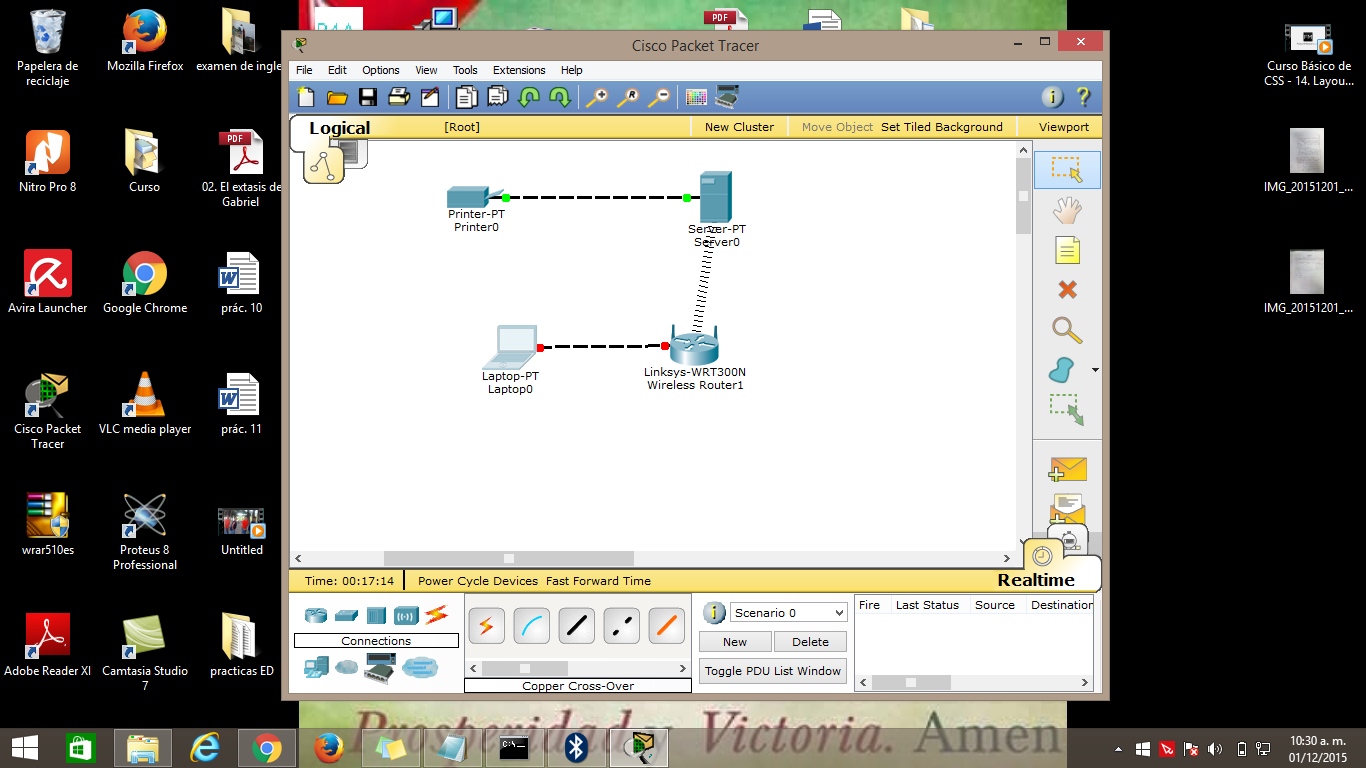 Papelera de
reciclaje
Mozilla Firefox
examen de ingle
PDF
Nitro Pro 8
Curso
PDF
02. El extasis de
Gabriel
Avira Launcher
Google Chrome
prác. 10
Cisco Packet
Tracer
VLC media player
prác. 11
wrar510es
Proteus 8
Professional
Untitled
Adobe Reader XI
Camtasia Studio
7
practicas ED
Cisco Packet Tracer
File Edit Options View Tools Extensions Help
Logical [Root] New Cluster Move Object Set Tiled Background Viewport
Printer-PT
Printer0
Server-PT
Server0
Laptop-PT
Laptop0
Linksys-WRT300N
Wireless Router1
Time: 00:17:14 Power Cycle Devices Fast Forward Time Realtime
Connections
Copper Cross-Over
Scenario 0
New Delete
Toggle PDU List Window
Fire Last Status Source Destination
Curso Básico de
CSS - 14. Layou...
IMG_20151201_...
IMG_20151201_...
Prosperidad y Victoria. Amen
C:\
10:30 a. m.
01/12/2015